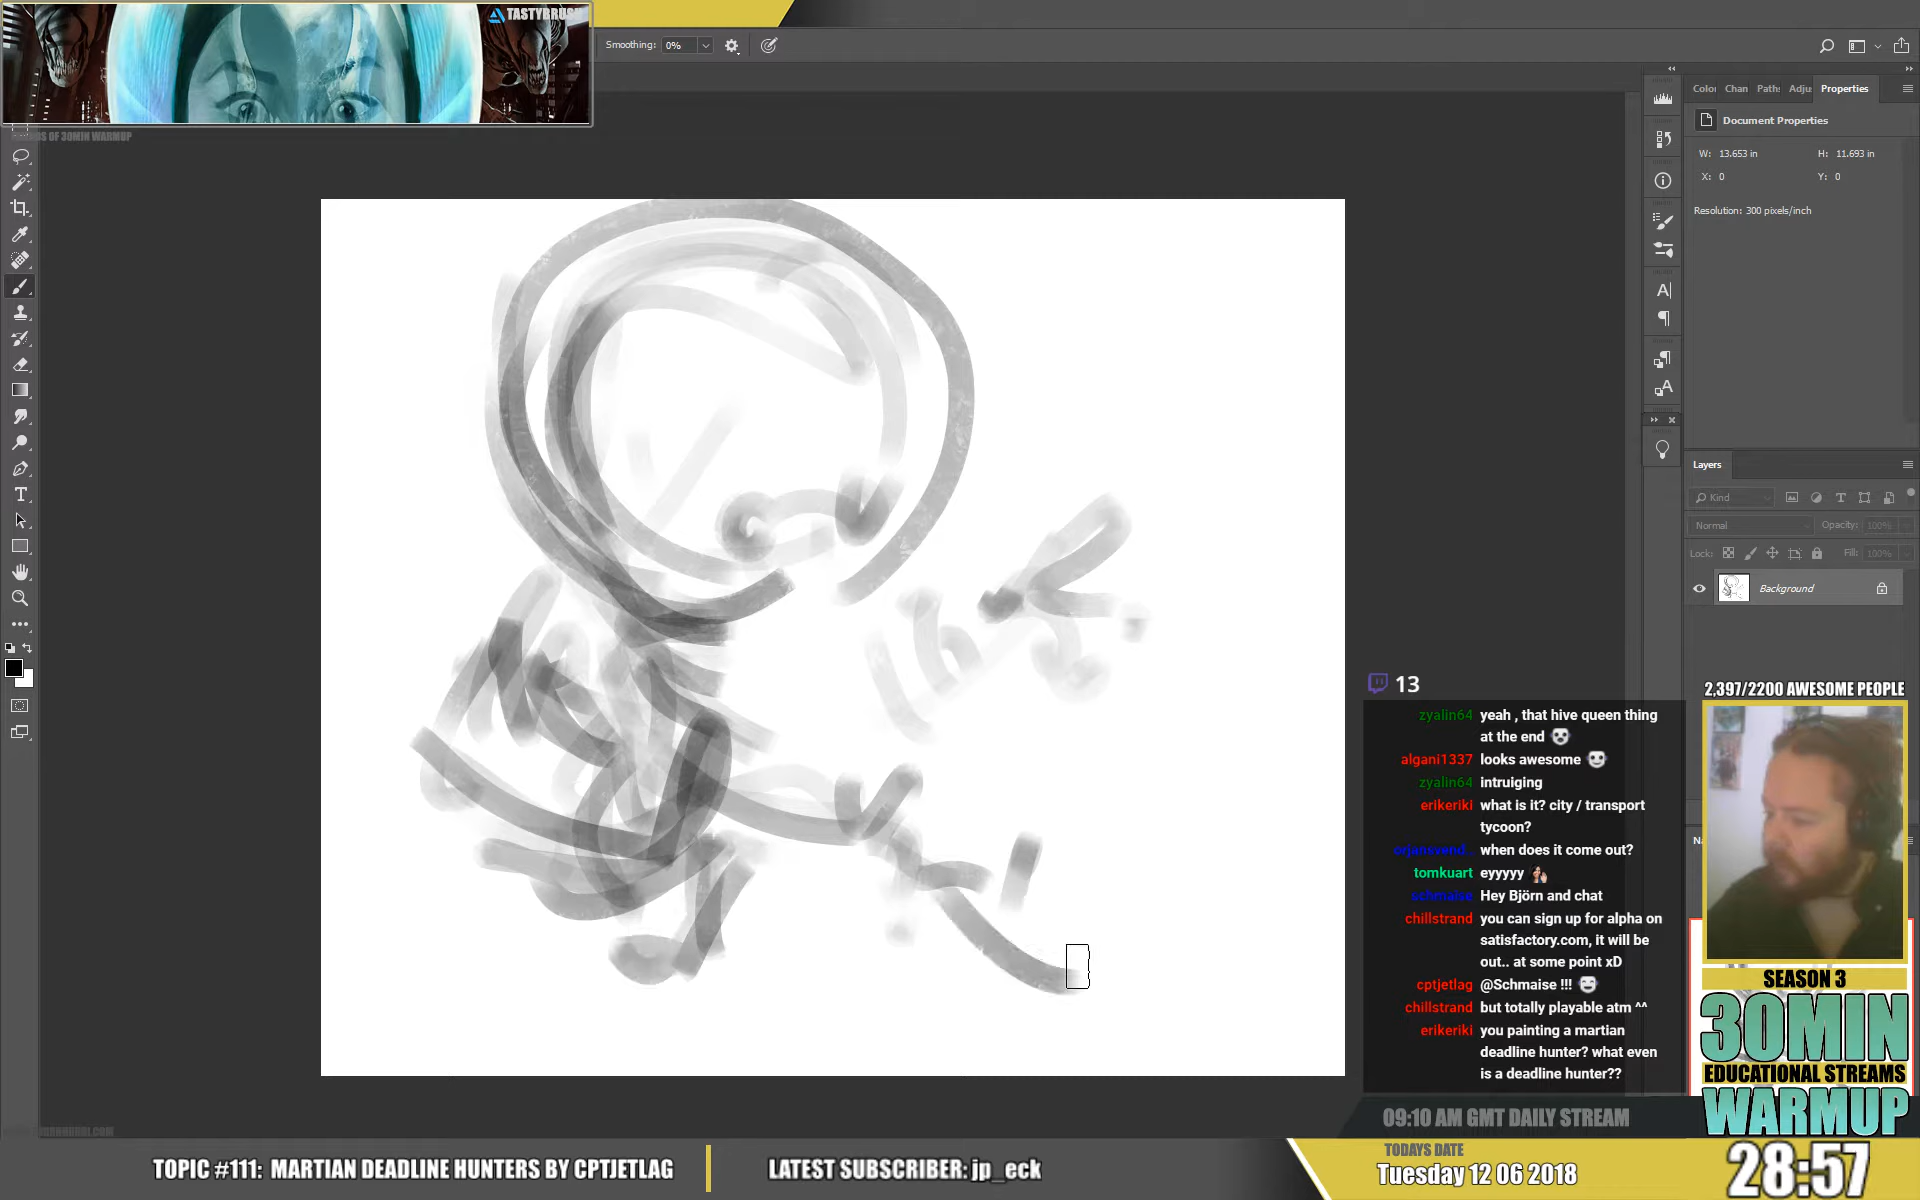 TASTYBRUSH
Smoothing: 0%
OF 30MIN WARMUP
Chan
Properties
Document Properties
W: 13.653 in
H: 11.693 in
X: 0
Y: 0
Resolution: 300 pixels/inch
Layers
Kind
Normal
Opacity: 100%
Lock:
Fill: 100%
Background
13
zyalin64 yeah , that hive queen thing
at the end
algani1337 looks awesome
zyalin64 intruiging
erikeriki what is it? city / transport
tycoon?
orjansvend.. when does it come out?
tomkuart eyyyyy
schmaise Hey Björn and chat
chillstrand you can sign up for alpha on
satisfactory.com, it will be
out.. at some point xD
cptjetlag @Schmaise !!!
chillstrand but totally playable atm ^^
erikeriki you painting a martian
deadline hunter? what even
is a deadline hunter??
2,397/2200 AWESOME PEOPLE
SEASON 3
30MIN
EDUCATIONAL STREAMS
WARMUP
09:10 AM GMT DAILY STREAM
TODAYS DATE
Tuesday 12 06 2018
28:57
TOPIC #111: MARTIAN DEADLINE HUNTERS BY CPTJETLAG
LATEST SUBSCRIBER: jp_eck